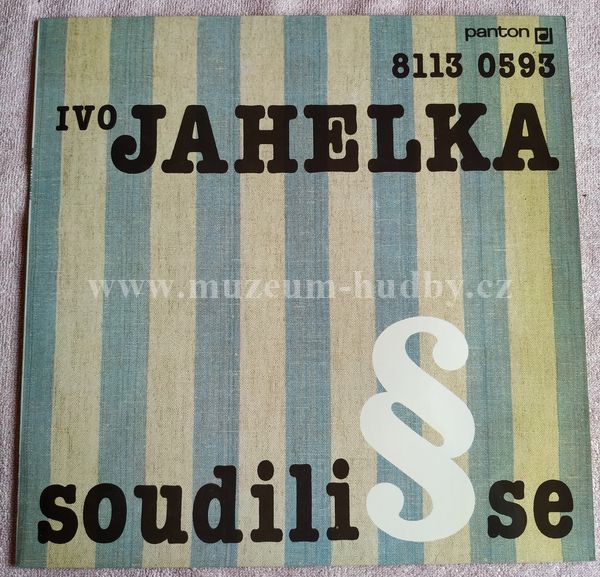 panton
8113 0593
IVO JAHELKA
www.muzeum-hudby.cz
soudili § se